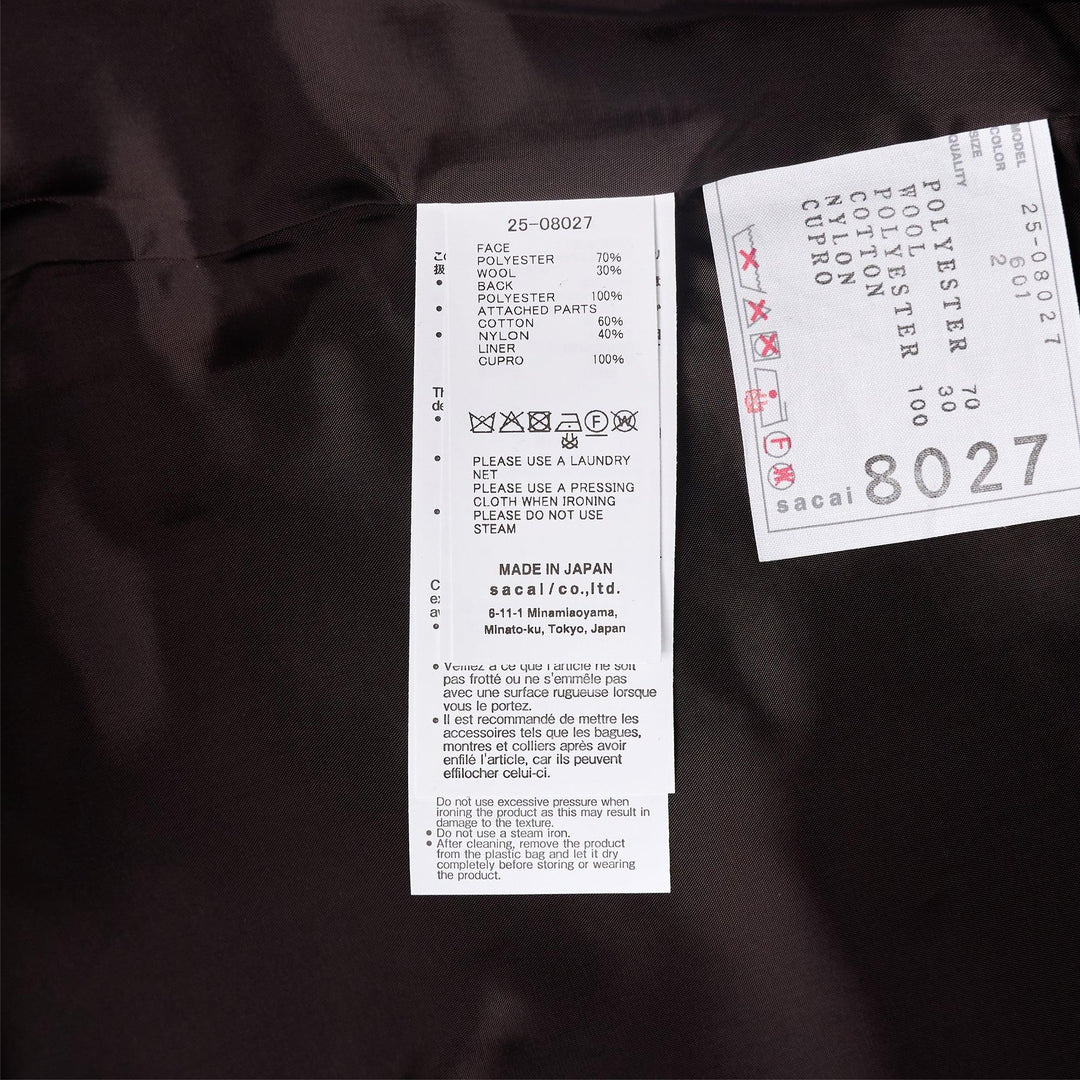 25-08027
FACE
POLYESTER 70%
WOOL 30%
BACK
POLYESTER 100%
ATTACHED PARTS
COTTON 60%
NYLON 40%
LINER
CUPRO 100%
F
W
PLEASE USE A LAUNDRY
NET
PLEASE USE A PRESSING
CLOTH WHEN IRONING
PLEASE DO NOT USE
STEAM
MADE IN JAPAN
sacai/co.,ltd.
6-11-1 Minamiaoyama,
Minato-ku, Tokyo, Japan
• Veillez à ce que l'article ne soit
pas frotté ou ne s'emmêle pas
avec une surface rugueuse lorsque
vous le portez.
• Il est recommandé de mettre les
accessoires tels que les bagues,
montres et colliers après avoir
enfilé l'article, car ils peuvent
effilocher celui-ci.
Do not use excessive pressure when
ironing the product as this may result in
damage to the texture.
• Do not use a steam iron.
• After cleaning, remove the product
from the plastic bag and let it dry
completely before storing or wearing
the product.
MODEL 25-08027
COLOR 601
SIZE 2
QUALITY
POLYESTER 70
WOOL 30
POLYESTER 100
COTTON
NYLON
CUPRO
F
sacai 8027